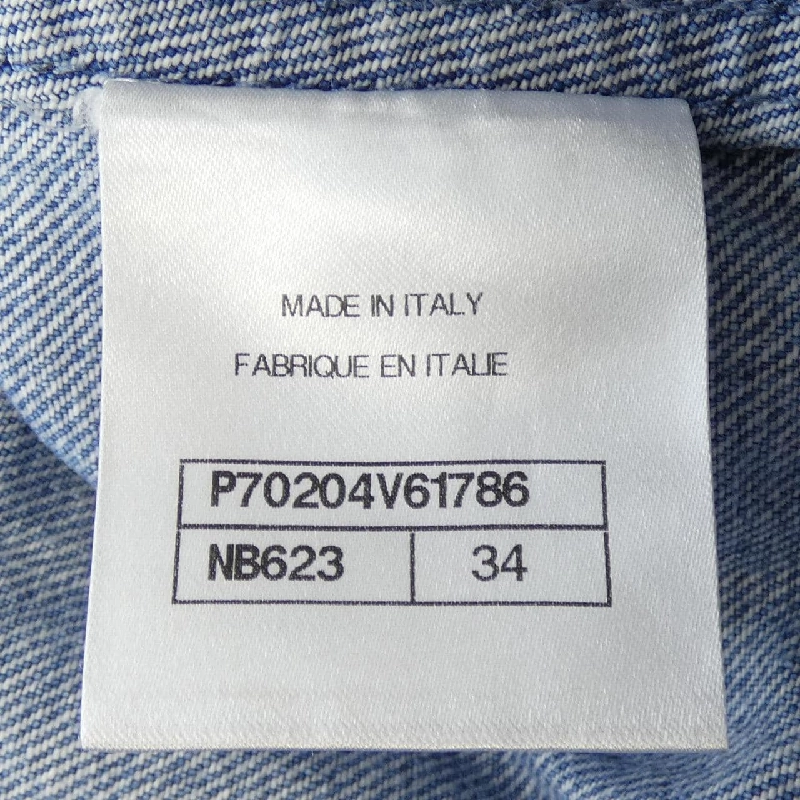 MADE IN ITALY
FABRIQUE EN ITALIE
P70204V61786
NB623 34